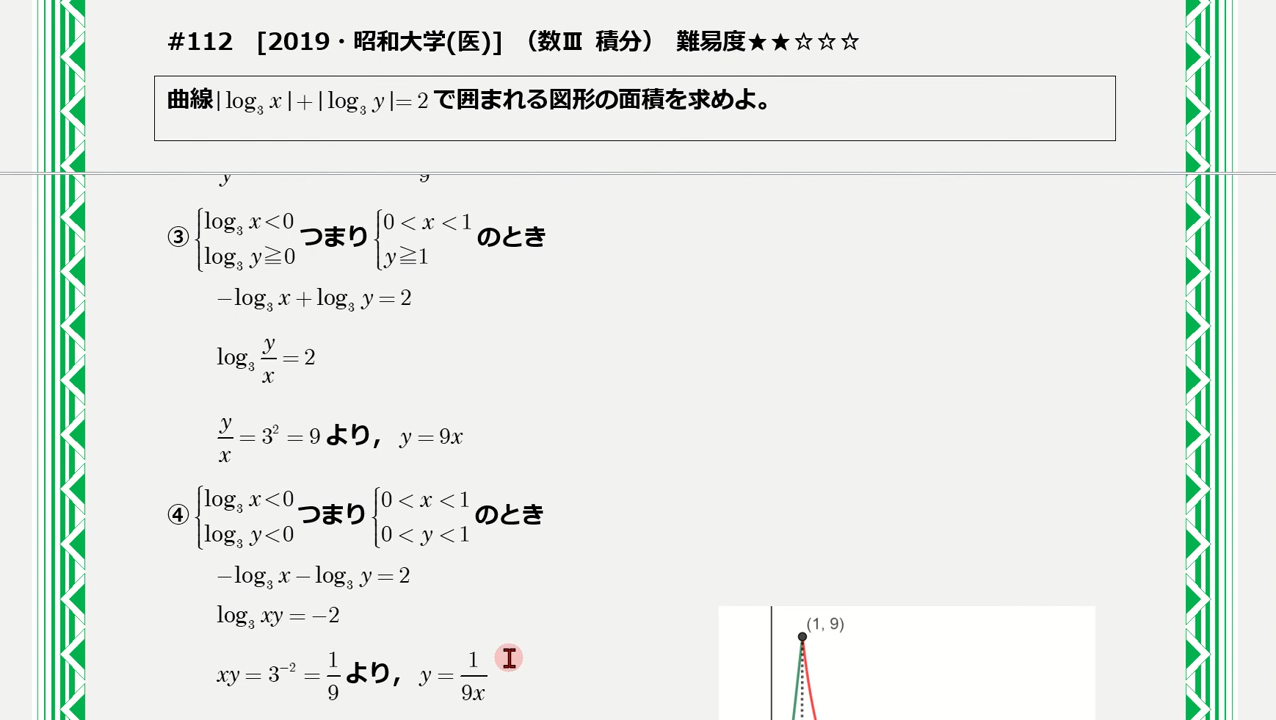 #112 [2019・昭和大学(医)] （数Ⅲ 積分） 難易度★★☆☆☆
曲線|log₃ x|+|log₃ y|=2で囲まれる図形の面積を求めよ。
③{log₃ x<0 log₃ y≧0 つまり {0<x<1 y≧1 のとき
−log₃ x+log₃ y=2
log₃ y/x=2
y/x=3²=9より, y=9x
④{log₃ x<0 log₃ y<0 つまり {0<x<1 0<y<1 のとき
−log₃ x−log₃ y=2
log₃ xy=−2
xy=3⁻²=1/9より, y=1/9x
(1, 9)